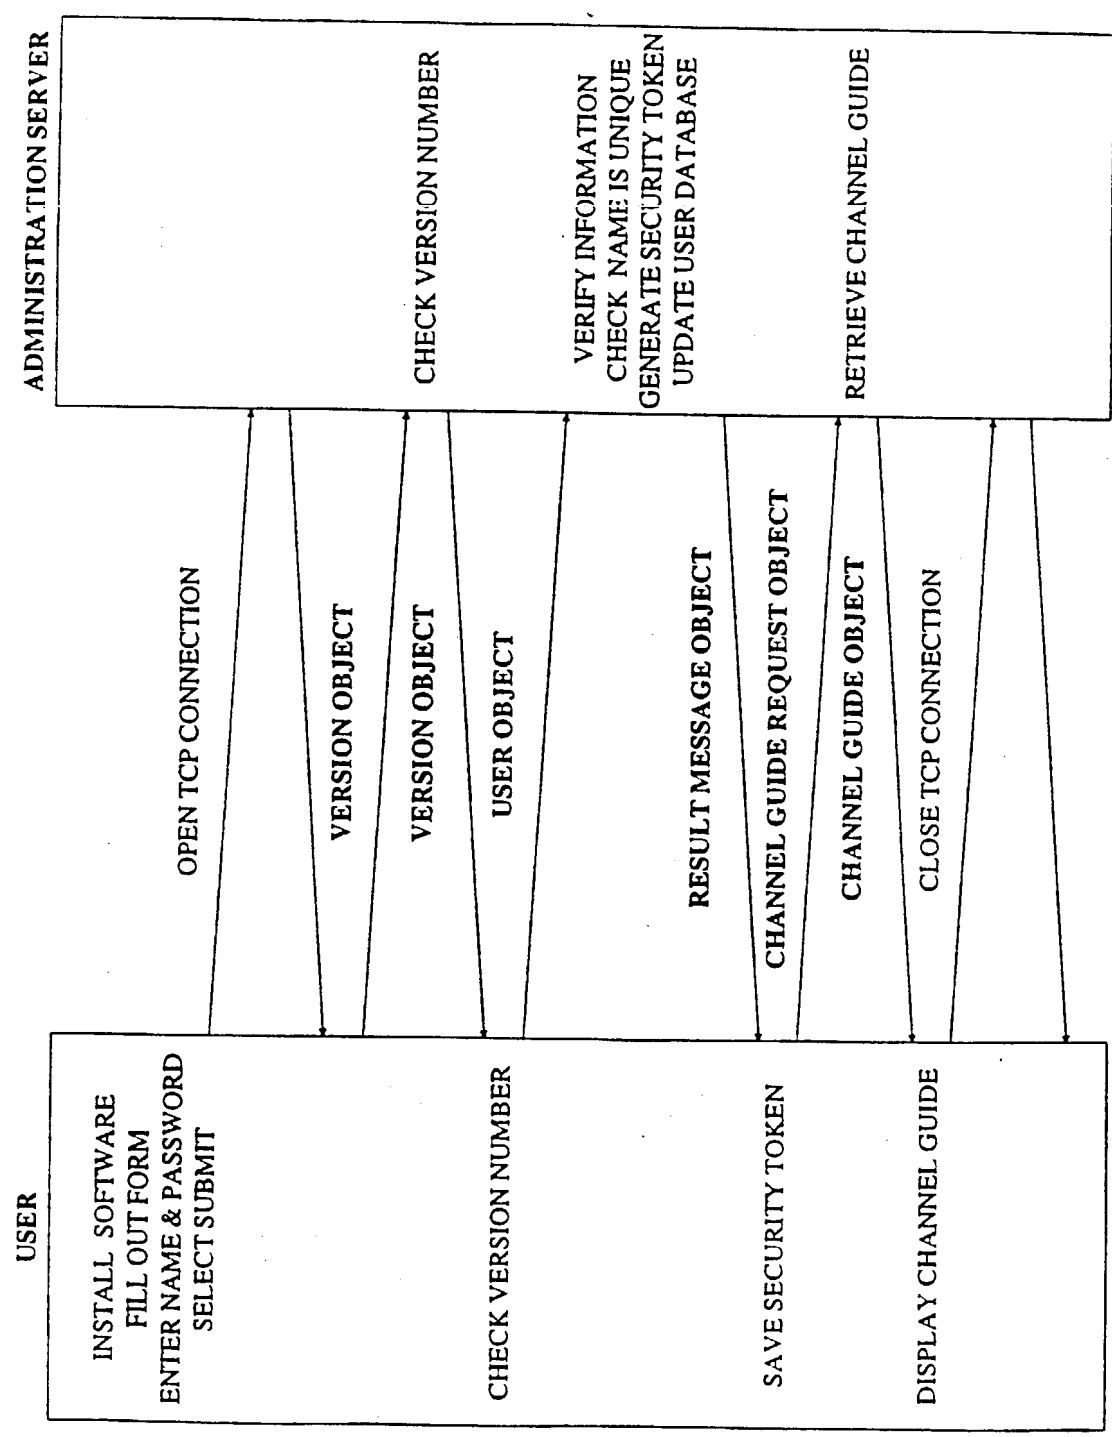 USER
ADMINISTRATION SERVER
INSTALL SOFTWARE
FILL OUT FORM
ENTER NAME & PASSWORD
SELECT SUBMIT
OPEN TCP CONNECTION
VERSION OBJECT
VERSION OBJECT
CHECK VERSION NUMBER
CHECK VERSION NUMBER
USER OBJECT
VERIFY INFORMATION
CHECK NAME IS UNIQUE
GENERATE SECURITY TOKEN
UPDATE USER DATABASE
RESULT MESSAGE OBJECT
SAVE SECURITY TOKEN
CHANNEL GUIDE REQUEST OBJECT
RETRIEVE CHANNEL GUIDE
CHANNEL GUIDE OBJECT
DISPLAY CHANNEL GUIDE
CLOSE TCP CONNECTION